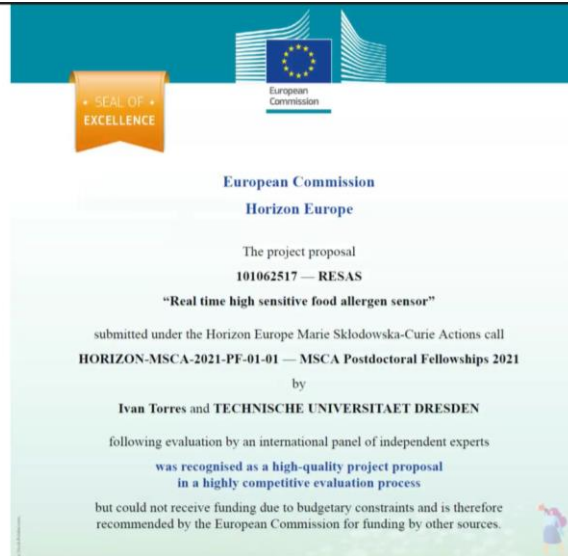 • SEAL OF •
EXCELLENCE
European
Commission
European Commission
Horizon Europe
The project proposal
101062517 — RESAS
“Real time high sensitive food allergen sensor”
submitted under the Horizon Europe Marie Skłodowska-Curie Actions call
HORIZON-MSCA-2021-PF-01-01 — MSCA Postdoctoral Fellowships 2021
by
Ivan Torres and TECHNISCHE UNIVERSITAET DRESDEN
following evaluation by an international panel of independent experts
was recognised as a high-quality project proposal
in a highly competitive evaluation process
but could not receive funding due to budgetary constraints and is therefore
recommended by the European Commission for funding by other sources.